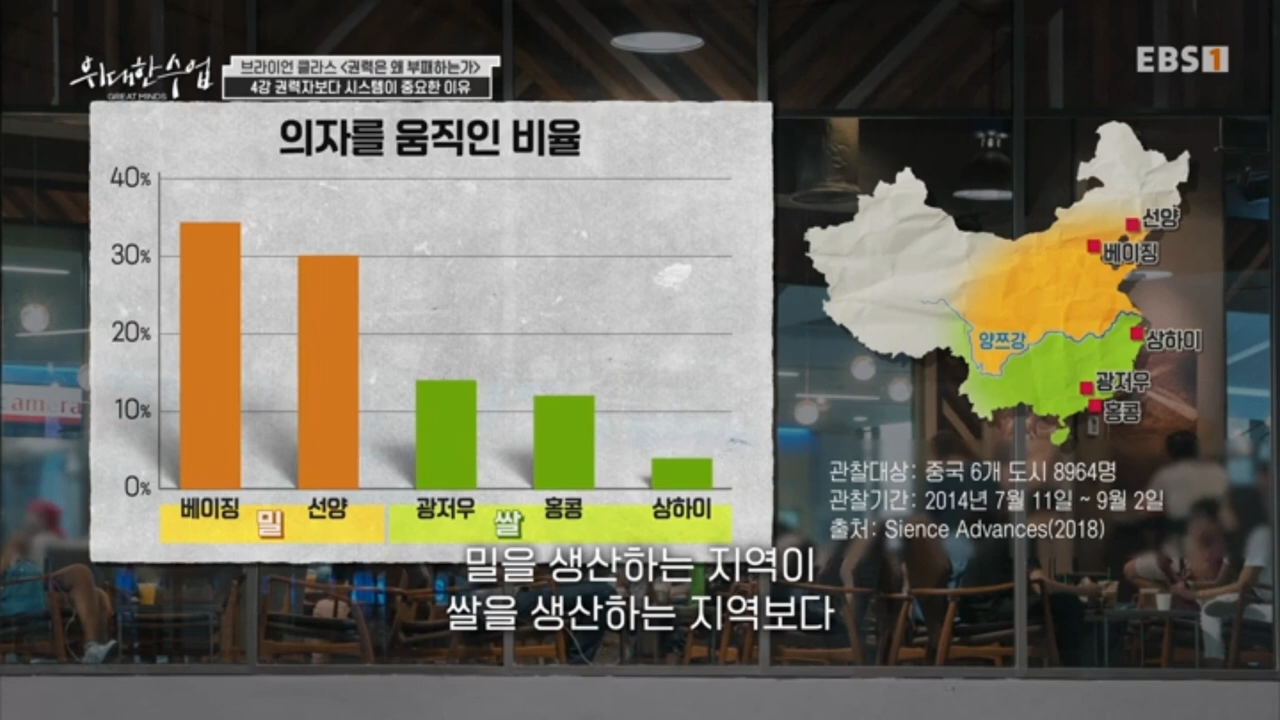 위대한수업
GREAT MINDS
브라이언 클라스 <권력은 왜 부패하는가>
4강 권력자보다 시스템이 중요한 이유
EBS1
의자를 움직인 비율
40%
30%
20%
10%
0%
베이징 선양 광저우 홍콩 상하이
밀 쌀
선양
베이징
양쯔강
상하이
광저우
홍콩
관찰대상: 중국 6개 도시 8964명
관찰기간: 2014년 7월 11일 ~ 9월 2일
출처: Sience Advances(2018)
camera
밀을 생산하는 지역이
쌀을 생산하는 지역보다